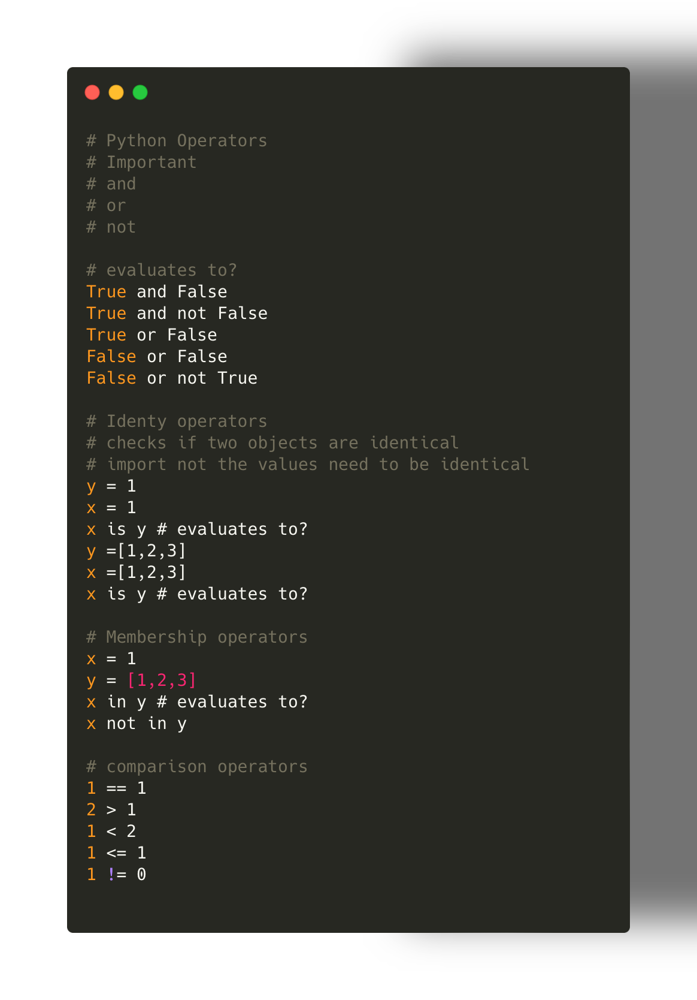 # Python Operators
# Important
# and
# or
# not
# evaluates to?
True and False
True and not False
True or False
False or False
False or not True
# Identy operators
# checks if two objects are identical
# import not the values need to be identical
y = 1
x = 1
x is y # evaluates to?
y =[1,2,3]
x =[1,2,3]
x is y # evaluates to?
# Membership operators
x = 1
y = [1,2,3]
x in y # evaluates to?
x not in y
# comparison operators
1 == 1
2 > 1
1 < 2
1 <= 1
1 != 0